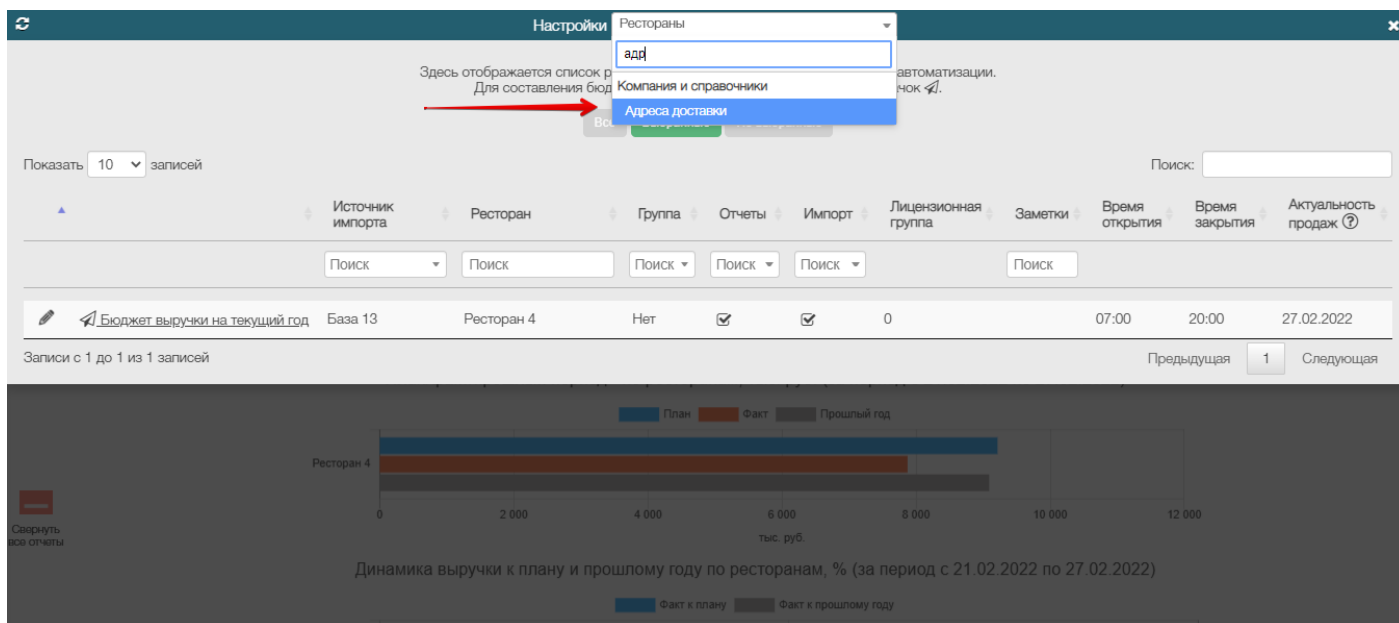 Настройки Рестораны
адр
Здесь отображается список р автоматизации.
Компания и справочники
Для составления бюд чок
Адреса доставки
Все
Показать 10 записей Поиск:
Источник импорта Ресторан Группа Отчеты Импорт Лицензионная группа Заметки Время открытия Время закрытия Актуальность продаж ?
Поиск Поиск Поиск Поиск Поиск Поиск
Бюджет выручки на текущий год База 13 Ресторан 4 Нет 0 07:00 20:00 27.02.2022
Записи с 1 до 1 из 1 записей Предыдущая 1 Следующая
План Факт Прошлый год
Ресторан 4
0 2 000 4 000 6 000 8 000 10 000 12 000
тыс. руб.
Свернуть
все отчеты
Динамика выручки к плану и прошлому году по ресторанам, % (за период с 21.02.2022 по 27.02.2022)
Факт к плану Факт к прошлому году